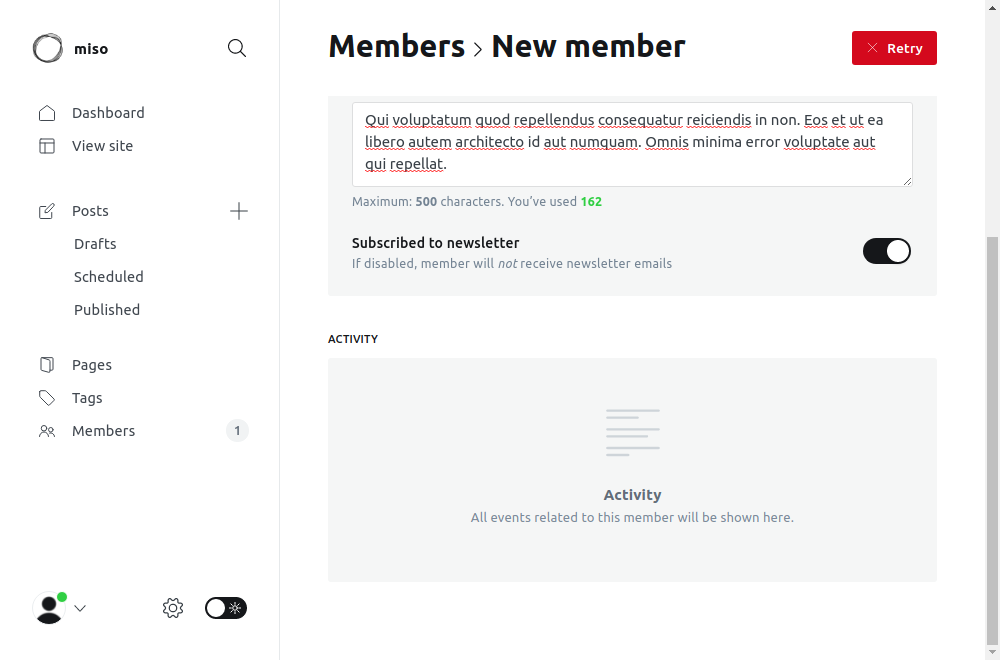 miso
Members > New member
Retry
Dashboard
View site
Posts
Drafts
Scheduled
Published
Pages
Tags
Members
1
Qui voluptatum quod repellendus consequatur reiciendis in non. Eos et ut ea
libero autem architecto id aut numquam. Omnis minima error voluptate aut
qui repellat.
Maximum: 500 characters. You've used 162
Subscribed to newsletter
If disabled, member will not receive newsletter emails
ACTIVITY
Activity
All events related to this member will be shown here.